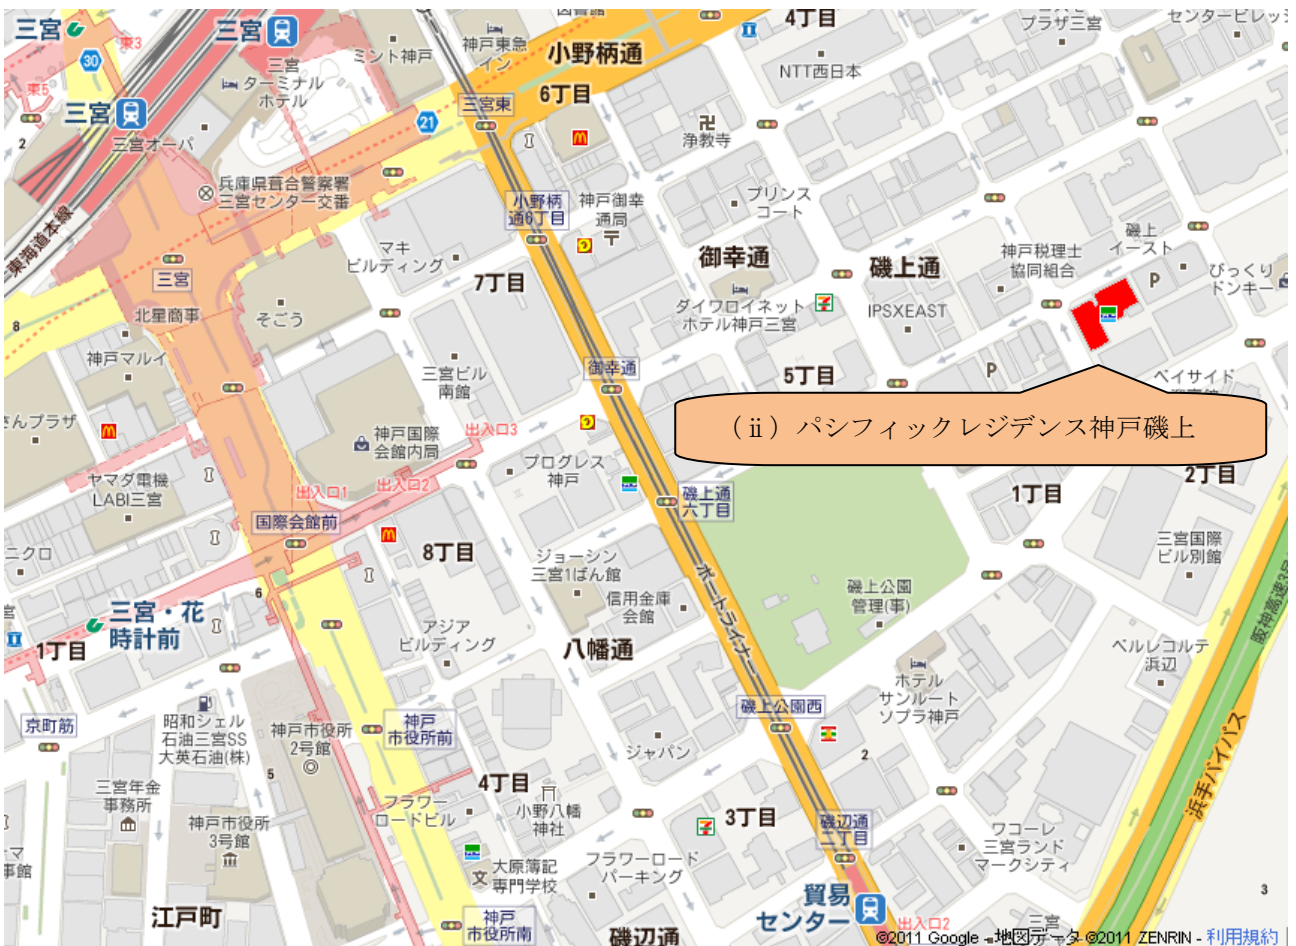 三宮
三宮
三宮
東3
30
東5
2
三宮
ターミナル
ホテル
ミント神戸
神戸東急
イン
小野柄通
6丁目
4丁目
NTT西日本
プラザ三宮
三宮東
21
三宮オーパ
兵庫県葺合警察署
三宮センター交番
浄教寺
小野柄
通6丁目
神戸御幸
通局
プリンス
コート
東海道本線
三宮
マキ
ビルディング
7丁目
御幸通
磯上通
神戸税理士
協同組合
磯上
イースト
P
びっくり
ドンキー
北星商事
そごう
8
ダイワロイネット
ホテル神戸三宮
IPSXEAST
神戸マルイ
三宮ビル
南館
御幸通
5丁目
P
ベイサイド
さんプラザ
神戸国際
会館内局
出入口3
(ⅱ)パシフィックレジデンス神戸磯上
ヤマダ電機
LABI三宮
出入口1
出入口2
国際会館前
プログレス
神戸
磯上通
六丁目
1丁目
2丁目
ニクロ
8丁目
ジョーシン
三宮1ばん館
三宮国際
ビル別館
6
信用金庫
会館
磯上公園
管理(事)
ポートライナー
三宮・花
時計前
1丁目
アジア
ビルディング
八幡通
ベルレコルテ
浜辺
阪神高速3号
ホテル
サンルート
ソプラ神戸
京町筋
昭和シェル
石油三宮SS
大英石油(株)
神戸市役所
2号館
神戸
市役所前
磯上公園西
ジャパン
2
5
三宮年金
事務所
4丁目
小野八幡
神社
フラワー
ロードビル
浜手バイパス
神戸市役所
3号館
3丁目
磯辺通
二丁目
ワコーレ
三宮ランド
マークシティ
大原簿記
専門学校
フラワーロード
パーキング
3
江戸町
神戸
市役所南
磯辺通
貿易
センター
出入口2
三宮
©2011 Google - 地図データ ©2011 ZENRIN - 利用規約